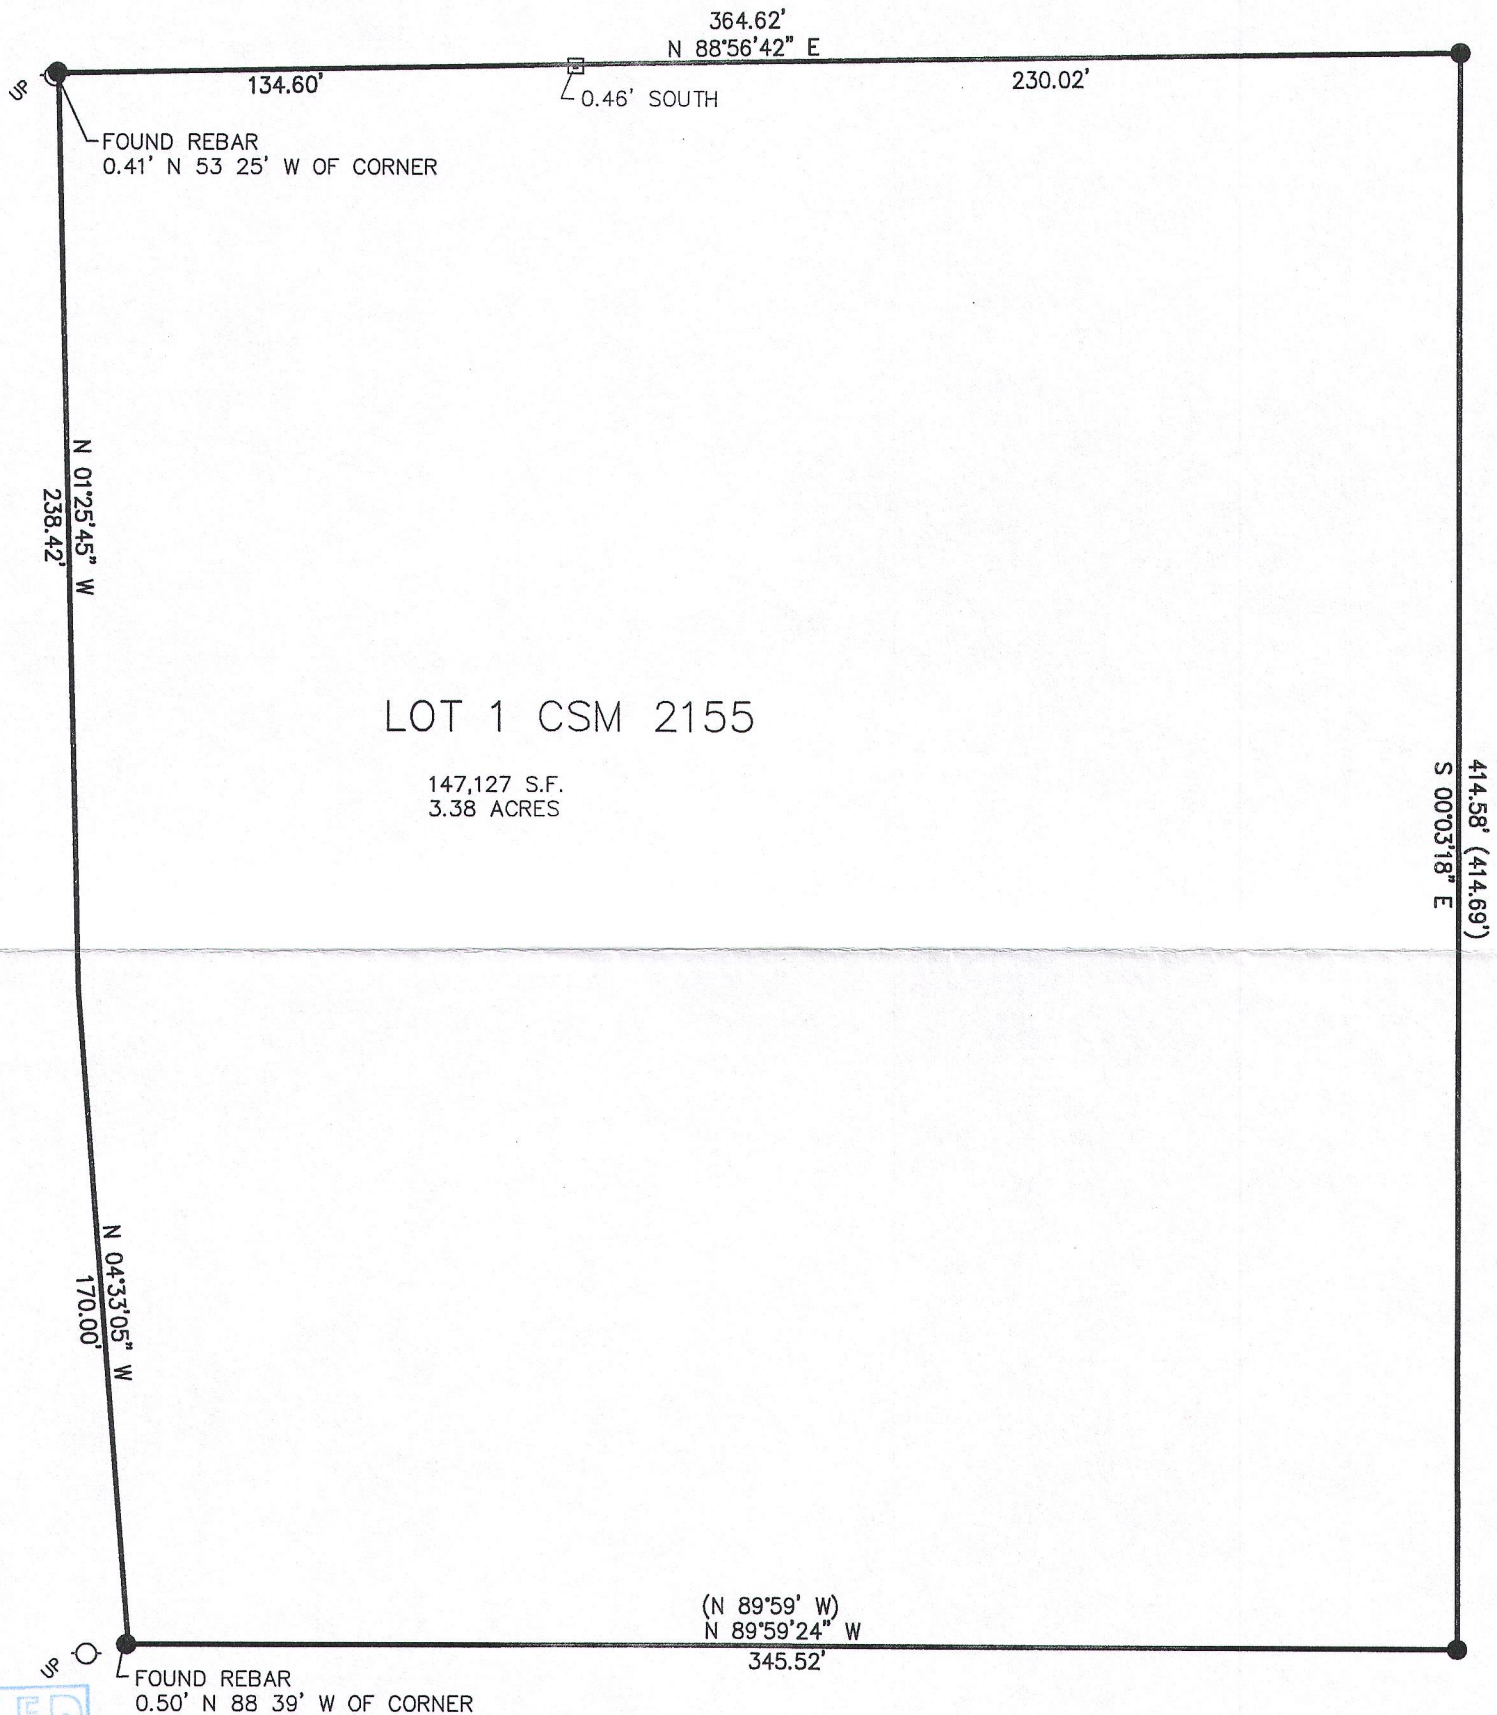 364.62'
N 88°56'42" E
134.60'
230.02'
UP
0.46' SOUTH
FOUND REBAR
0.41' N 53 25' W OF CORNER
N 01°25'45" W
238.42'
LOT 1 CSM 2155
147,127 S.F.
3.38 ACRES
414.58' (414.69')
S 00°03'18" E
N 04°33'05" W
170.00'
(N 89°59' W)
N 89°59'24" W
345.52'
UP
FOUND REBAR
0.50' N 88 39' W OF CORNER